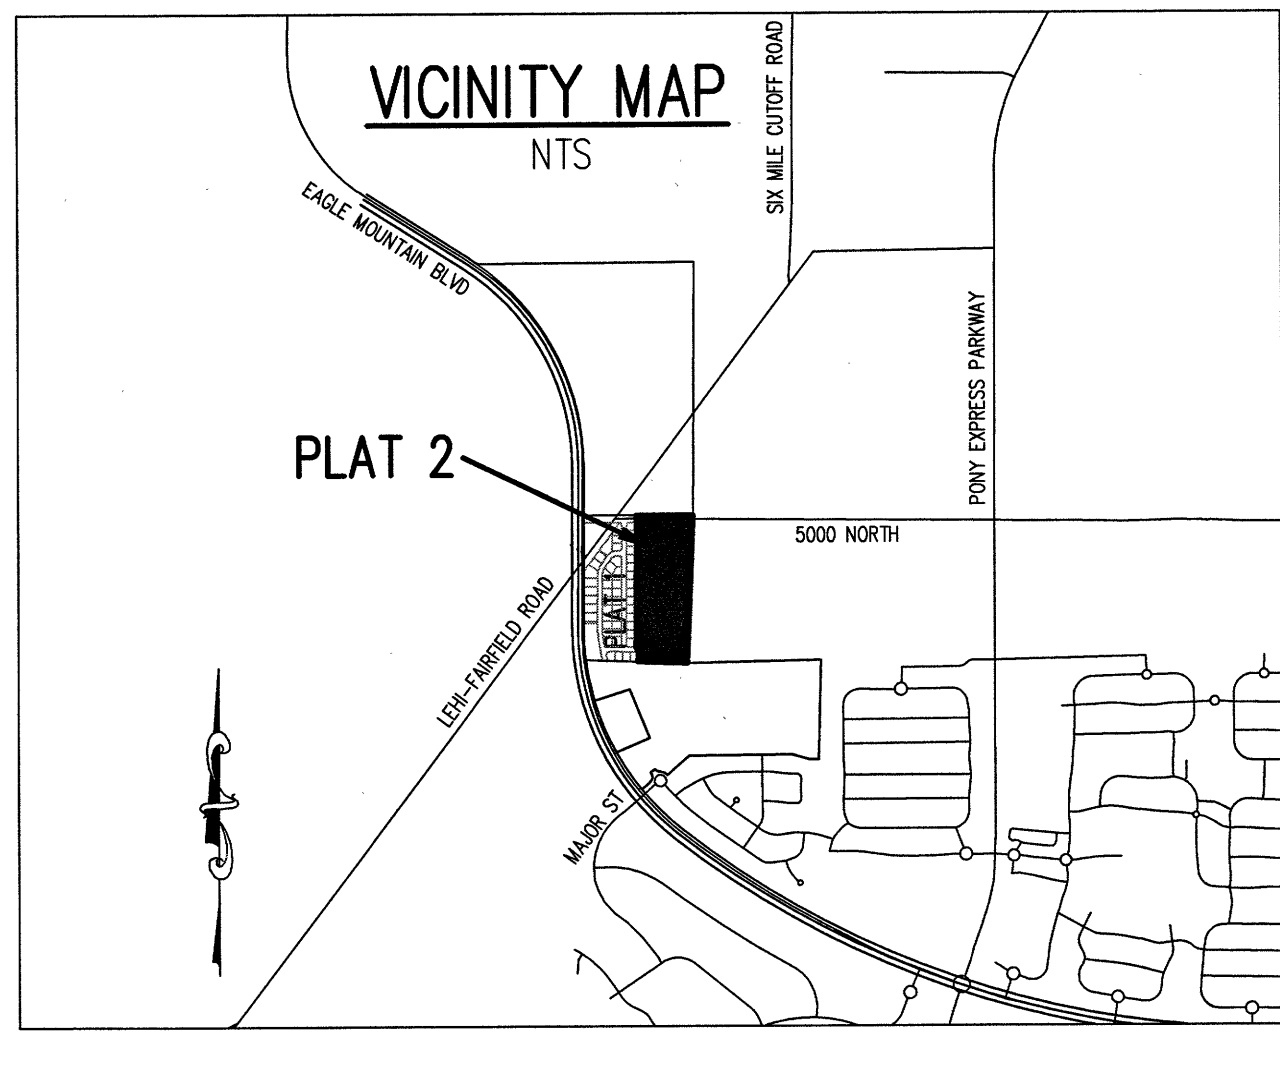 VICINITY MAP
NTS
SIX MILE CUTOFF ROAD
EAGLE MOUNTAIN BLVD
PONY EXPRESS PARKWAY
PLAT 2
5000 NORTH
PLAT 1
LEHI-FAIRFIELD ROAD
MAJOR ST